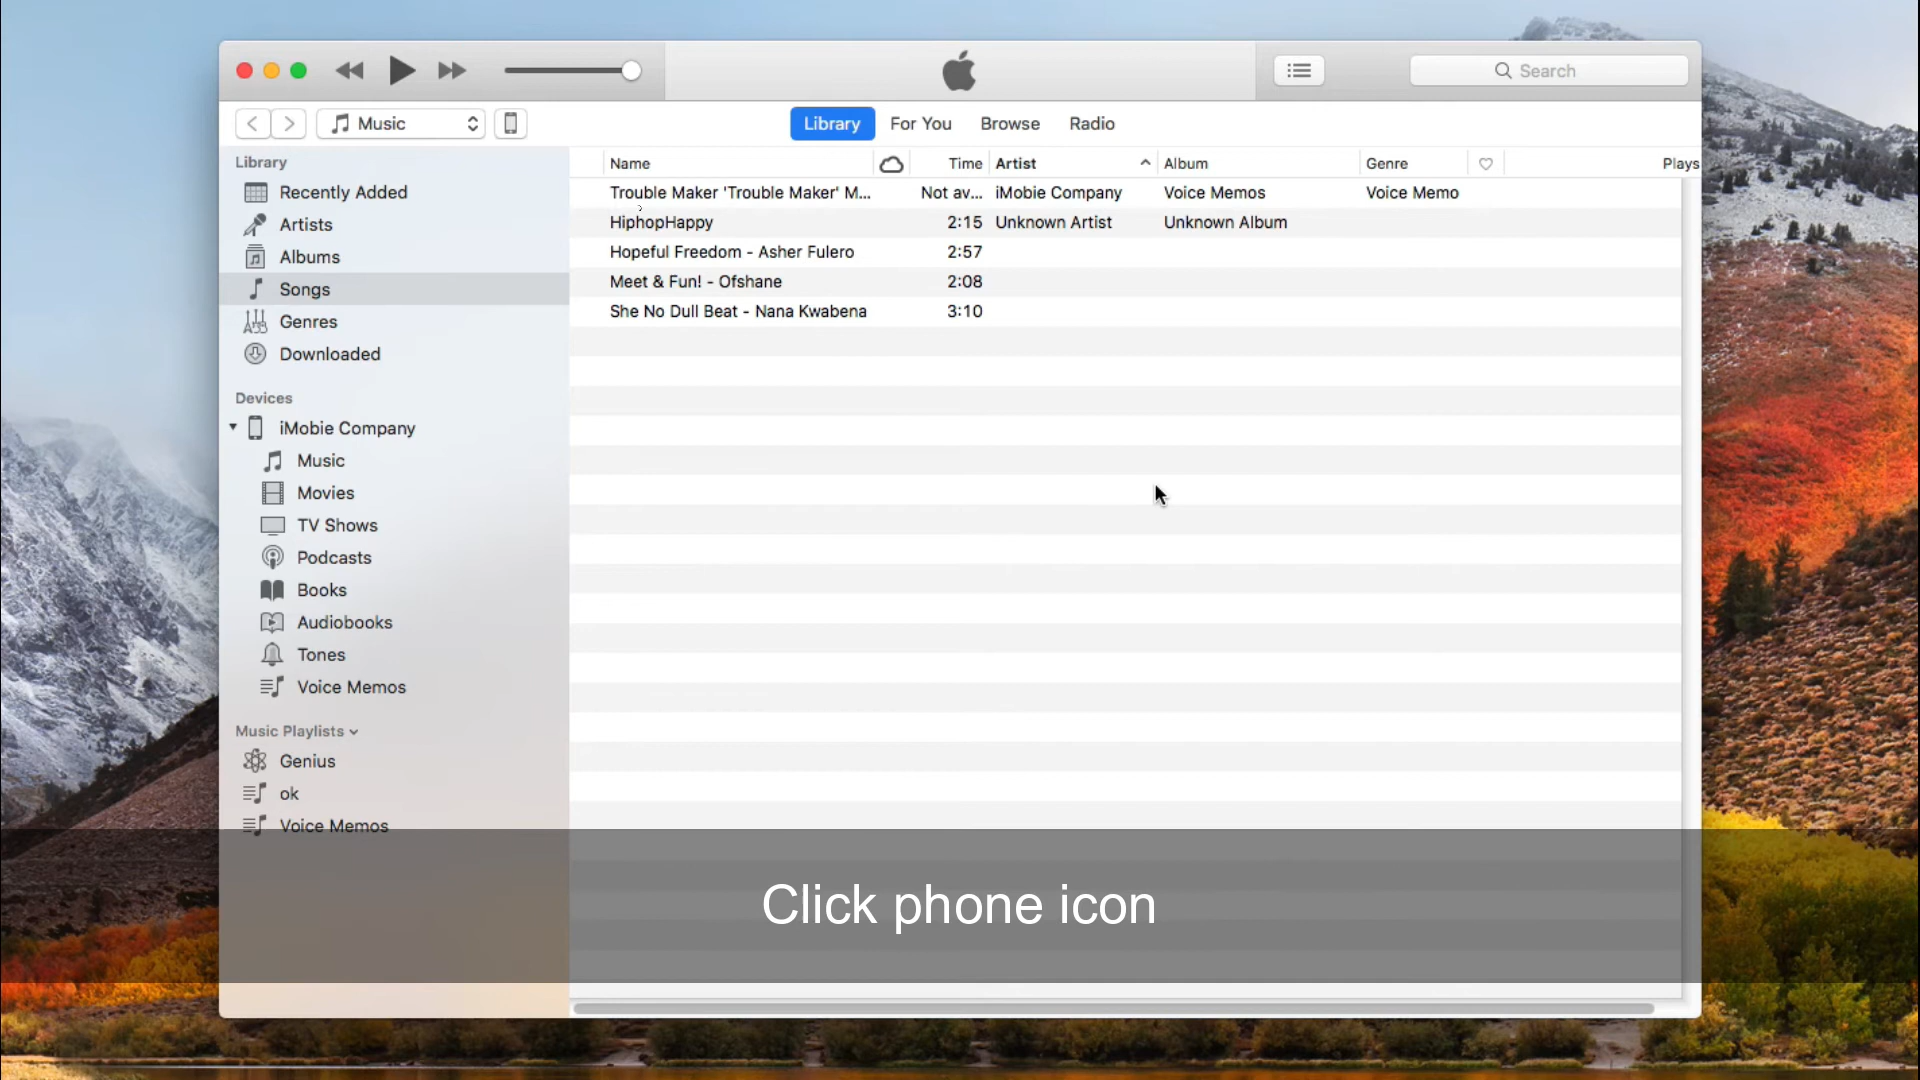 Search
Music
Library For You Browse Radio
Library
Recently Added
Artists
Albums
Songs
Genres
Downloaded
Devices
iMobie Company
Music
Movies
TV Shows
Podcasts
Books
Audiobooks
Tones
Voice Memos
Music Playlists
Genius
ok
Voice Memos
Name Time Artist Album Genre Plays
Trouble Maker 'Trouble Maker' M... Not av... iMobie Company Voice Memos Voice Memo
HiphopHappy 2:15 Unknown Artist Unknown Album
Hopeful Freedom - Asher Fulero 2:57
Meet & Fun! - Ofshane 2:08
She No Dull Beat - Nana Kwabena 3:10
Click phone icon